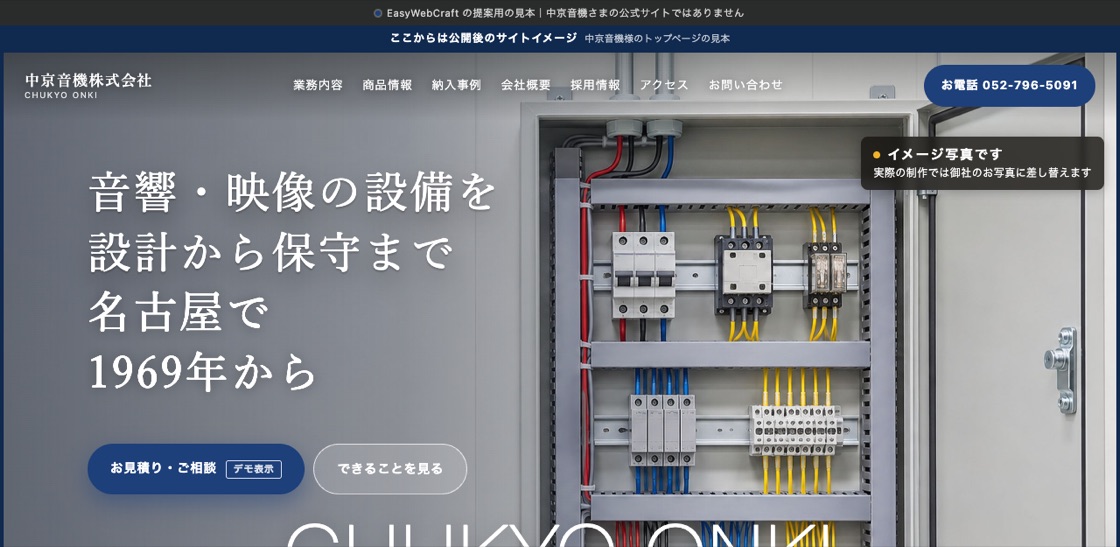 EasyWebCraft の提案用の見本｜中京音機さまの公式サイトではありません
ここからは公開後のサイトイメージ 中京音機様のトップページの見本
中京音機株式会社
CHUKYO ONKI
業務内容 商品情報 納入事例 会社概要 採用情報 アクセス お問い合わせ
お電話 052-796-5091
イメージ写真です
実際の制作では御社のお写真に差し替えます
音響・映像の設備を
設計から保守まで
名古屋で
1969年から
お見積り・ご相談 デモ表示
できることを見る
CHUKYO ONKI